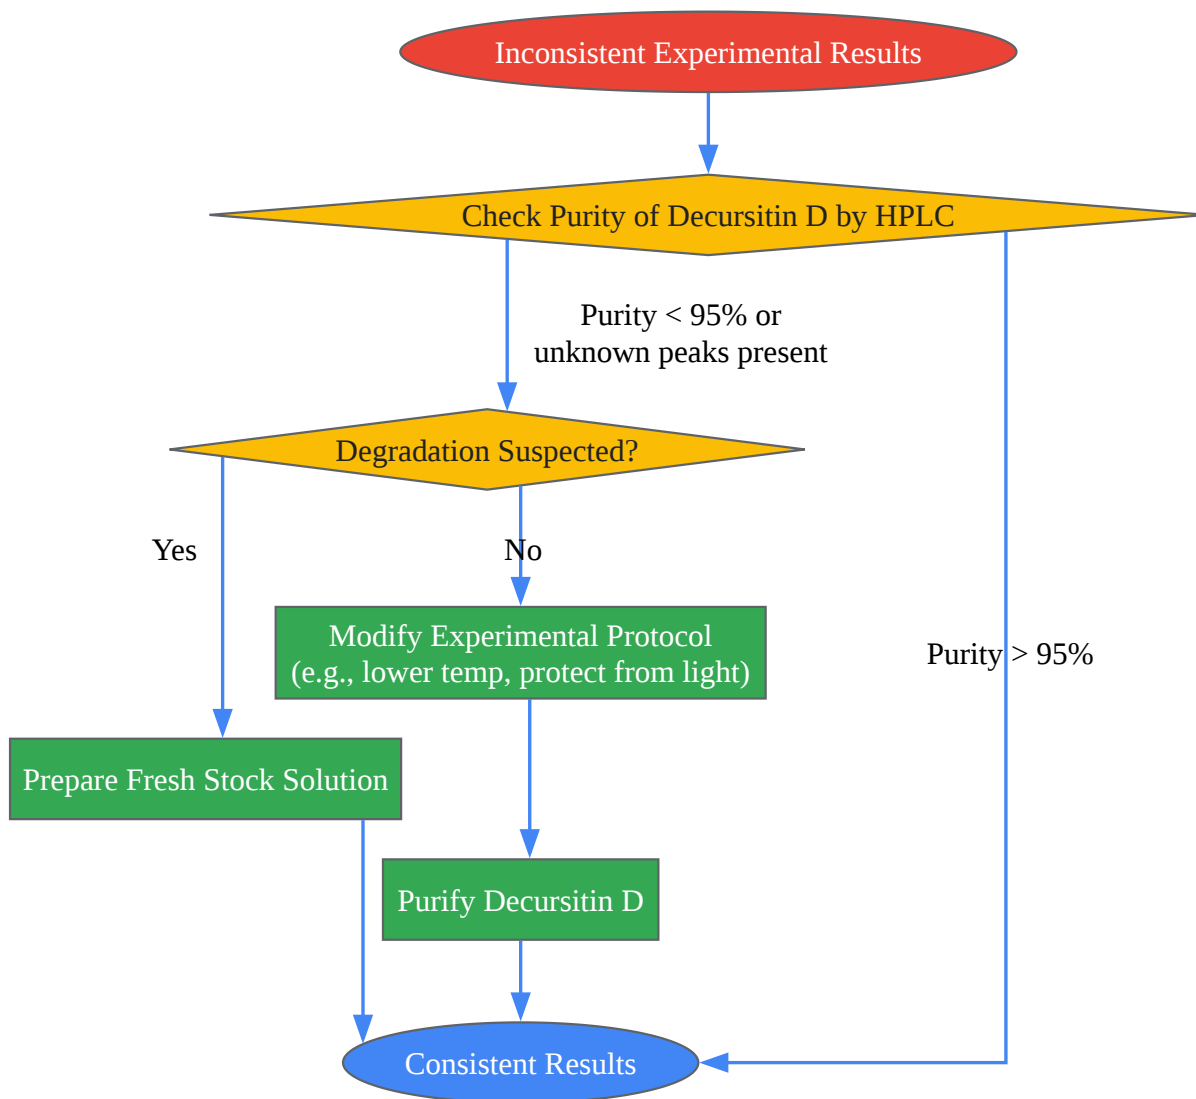 Inconsistent Experimental Results
Check Purity of Decursitin D by HPLC
Purity < 95% or
unknown peaks present
Degradation Suspected?
Yes
No
Modify Experimental Protocol
(e.g., lower temp, protect from light)
Purity > 95%
Prepare Fresh Stock Solution
Purify Decursitin D
Consistent Results